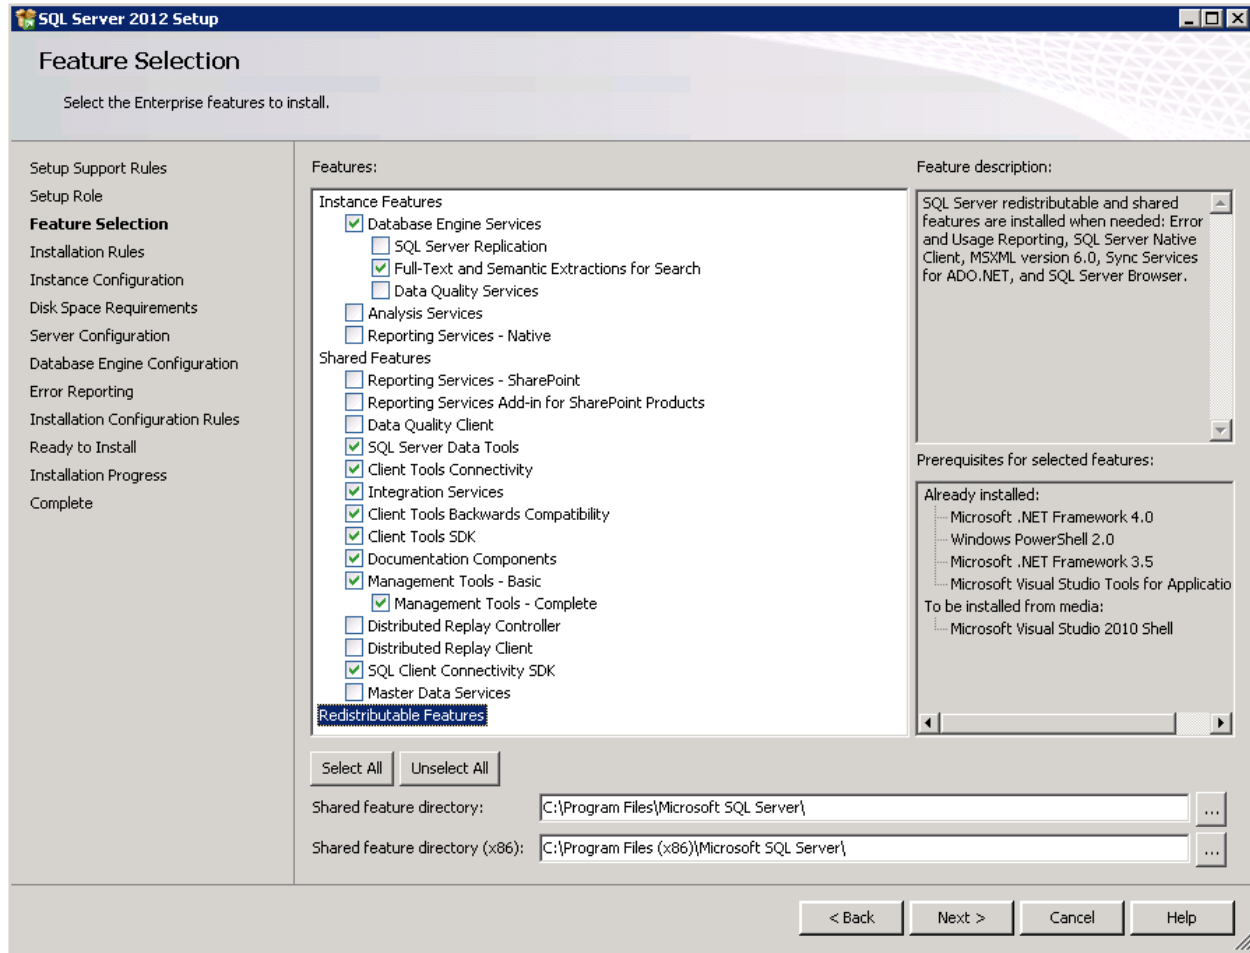 SQL Server 2012 Setup
Feature Selection
Select the Enterprise features to install.
Setup Support Rules
Setup Role
Feature Selection
Installation Rules
Instance Configuration
Disk Space Requirements
Server Configuration
Database Engine Configuration
Error Reporting
Installation Configuration Rules
Ready to Install
Installation Progress
Complete
Features:
Instance Features
Database Engine Services
SQL Server Replication
Full-Text and Semantic Extractions for Search
Data Quality Services
Analysis Services
Reporting Services - Native
Shared Features
Reporting Services - SharePoint
Reporting Services Add-in for SharePoint Products
Data Quality Client
SQL Server Data Tools
Client Tools Connectivity
Integration Services
Client Tools Backwards Compatibility
Client Tools SDK
Documentation Components
Management Tools - Basic
Management Tools - Complete
Distributed Replay Controller
Distributed Replay Client
SQL Client Connectivity SDK
Master Data Services
Redistributable Features
Feature description:
SQL Server redistributable and shared
features are installed when needed: Error
and Usage Reporting, SQL Server Native
Client, MSXML version 6.0, Sync Services
for ADO.NET, and SQL Server Browser.
Prerequisites for selected features:
Already installed:
Microsoft .NET Framework 4.0
Windows PowerShell 2.0
Microsoft .NET Framework 3.5
Microsoft Visual Studio Tools for Applicatio
To be installed from media:
Microsoft Visual Studio 2010 Shell
Select All
Unselect All
Shared feature directory:
C:\Program Files\Microsoft SQL Server\
...
Shared feature directory (x86):
C:\Program Files (x86)\Microsoft SQL Server\
...
< Back
Next >
Cancel
Help